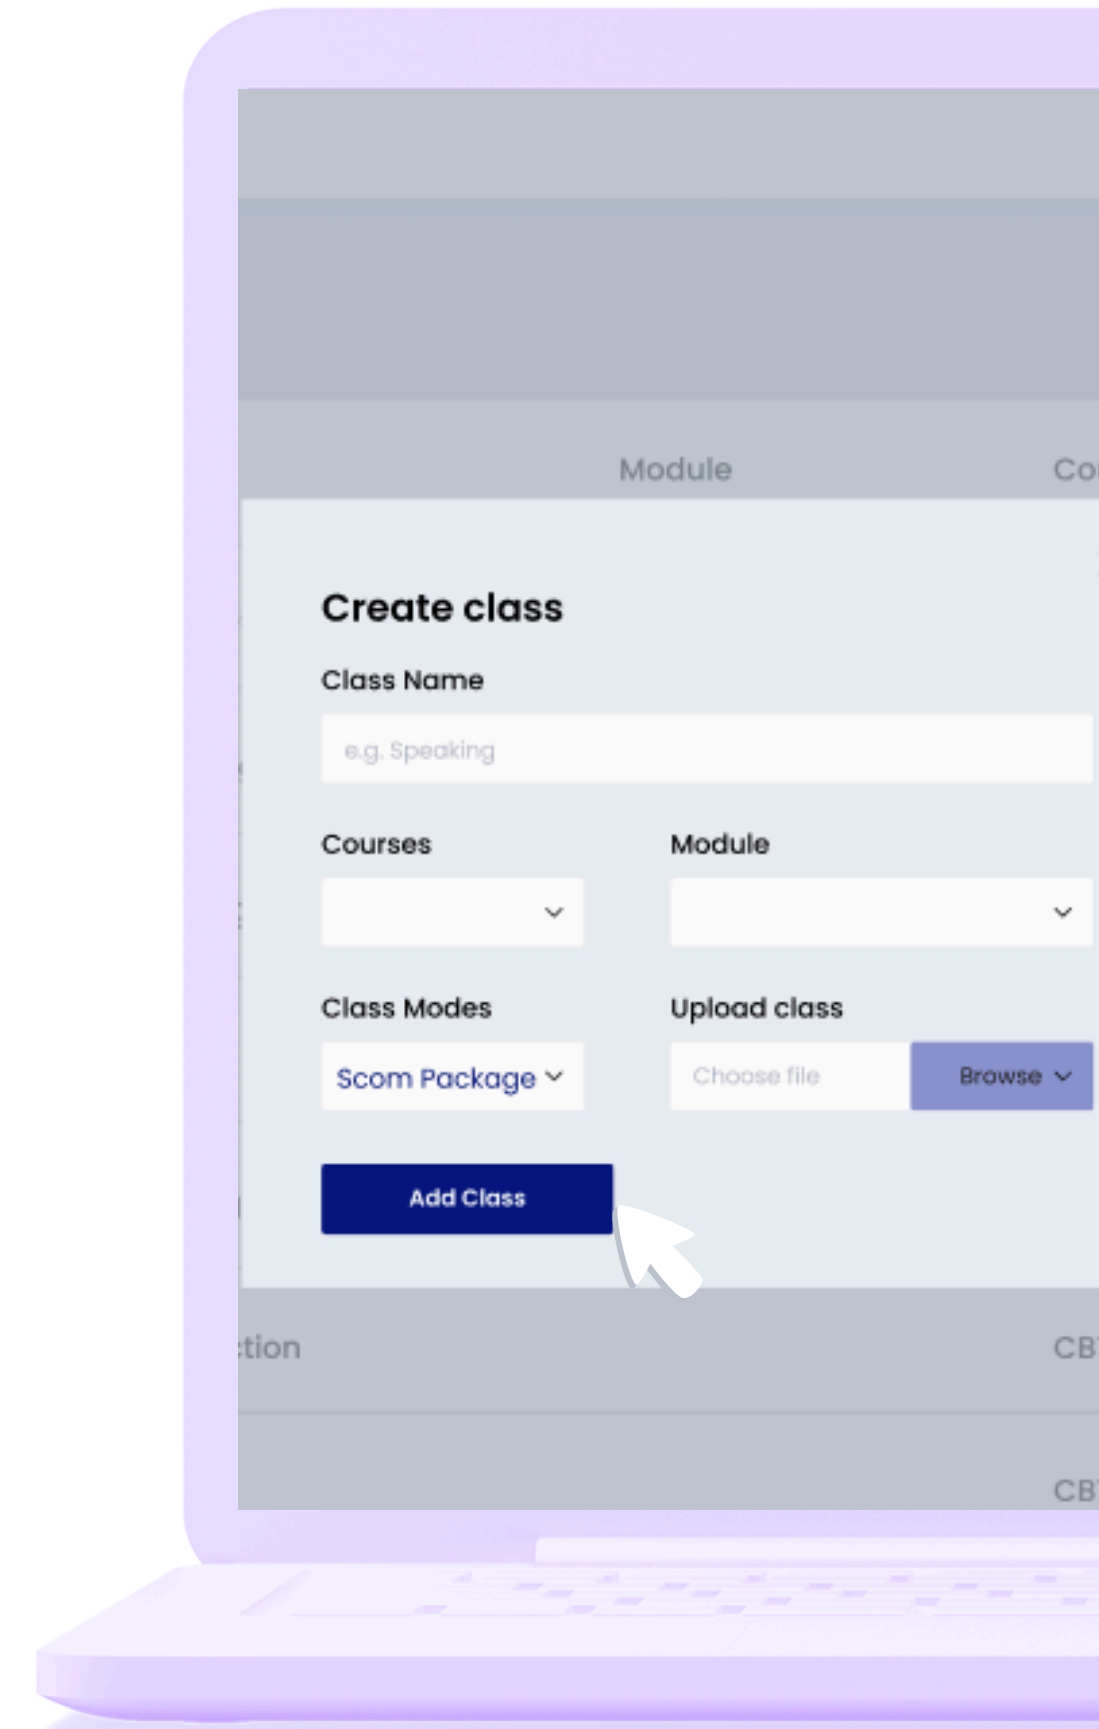 Module
Create class
Class Name
e.g. Speaking
Courses Module
Class Modes Upload class
Scom Package Choose file Browse
Add Class